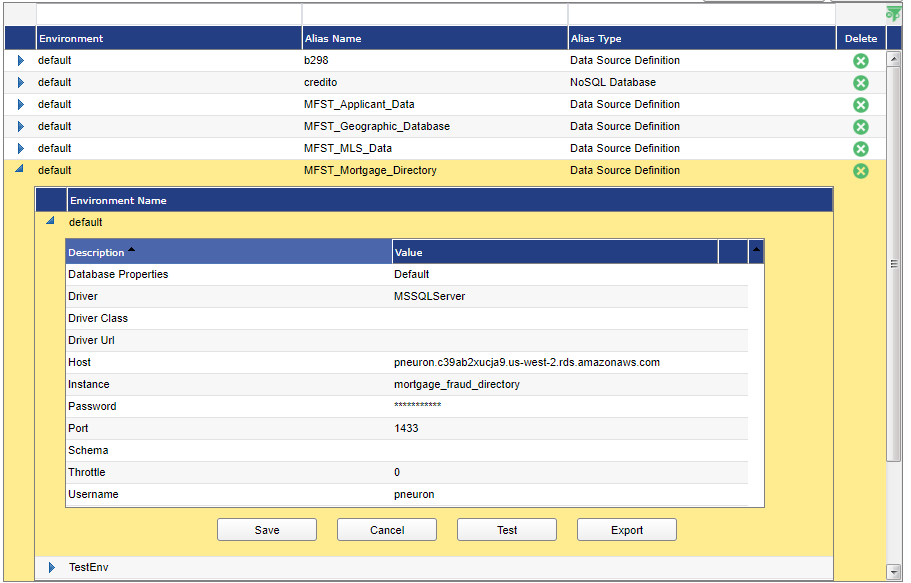 Environment Alias Name Alias Type Delete
default b298 Data Source Definition
default credito NoSQL Database
default MFST_Applicant_Data Data Source Definition
default MFST_Geographic_Database Data Source Definition
default MFST_MLS_Data Data Source Definition
default MFST_Mortgage_Directory Data Source Definition
Environment Name
default
Description Value
Database Properties Default
Driver MSSQLServer
Driver Class
Driver Url
Host pneuron.c39ab2xucja9.us-west-2.rds.amazonaws.com
Instance mortgage_fraud_directory
Password ***********
Port 1433
Schema
Throttle 0
Username pneuron
Save Cancel Test Export
TestEnv